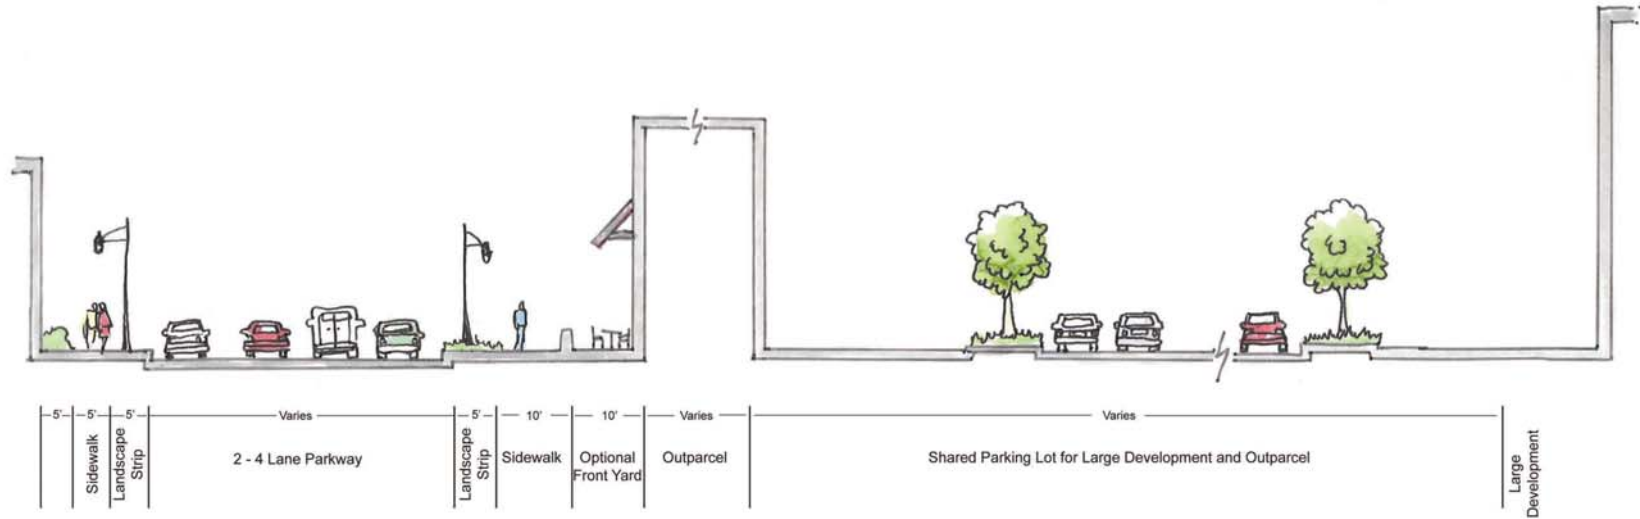 5' 5' 5' Varies 5' 10' 10' Varies Varies
Sidewalk
Landscape
Strip
2 - 4 Lane Parkway
Landscape
Strip
Sidewalk
Optional
Front Yard
Outparcel
Shared Parking Lot for Large Development and Outparcel
Large
Development